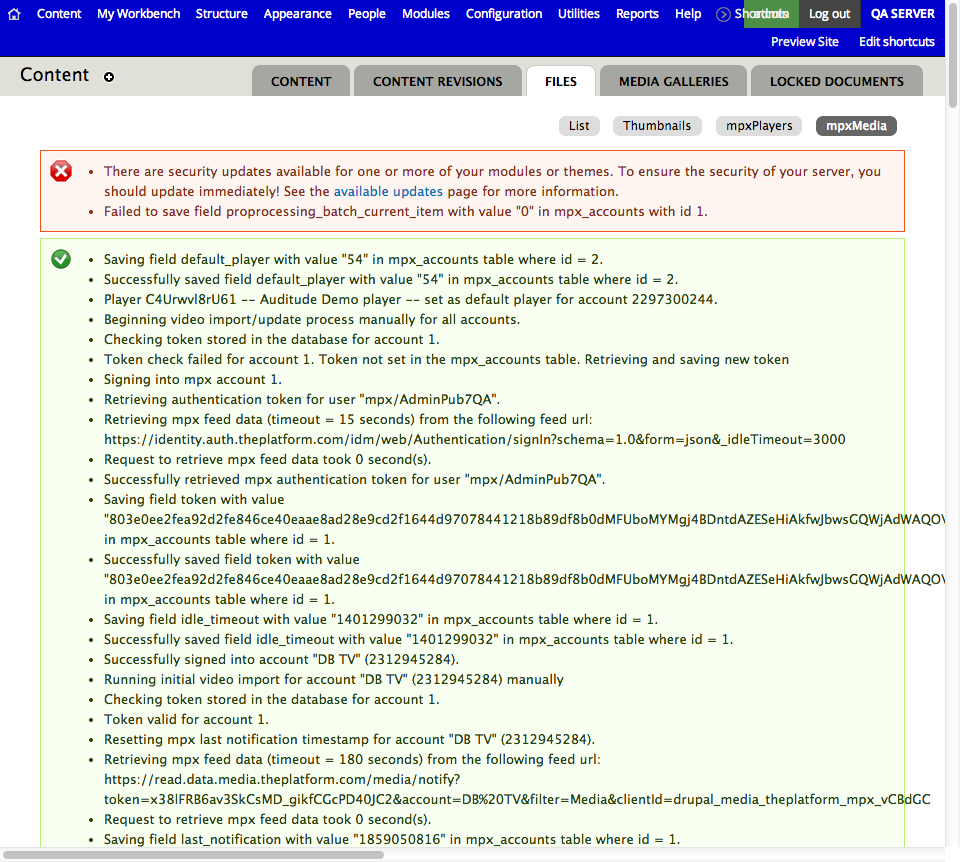 Content My Workbench Structure Appearance People Modules Configuration Utilities Reports Help Shortcuts Log out QA SERVER
Preview Site Edit shortcuts
Content
CONTENT CONTENT REVISIONS FILES MEDIA GALLERIES LOCKED DOCUMENTS
List Thumbnails mpxPlayers mpxMedia
• There are security updates available for one or more of your modules or themes. To ensure the security of your server, you
should update immediately! See the available updates page for more information.
• Failed to save field proprocessing_batch_current_item with value "0" in mpx_accounts with id 1.
• Saving field default_player with value "54" in mpx_accounts table where id = 2.
• Successfully saved field default_player with value "54" in mpx_accounts table where id = 2.
• Player C4Urwvl8rU61 -- Auditude Demo player -- set as default player for account 2297300244.
• Beginning video import/update process manually for all accounts.
• Checking token stored in the database for account 1.
• Token check failed for account 1. Token not set in the mpx_accounts table. Retrieving and saving new token
• Signing into mpx account 1.
• Retrieving authentication token for user "mpx/AdminPub7QA".
• Retrieving mpx feed data (timeout = 15 seconds) from the following feed url:
https://identity.auth.theplatform.com/idm/web/Authentication/signIn?schema=1.0&form=json&_idleTimeout=3000
• Request to retrieve mpx feed data took 0 second(s).
• Successfully retrieved mpx authentication token for user "mpx/AdminPub7QA".
• Saving field token with value
"803e0ee2fea92d2fe846ce40eaae8ad28e9cd2f1644d97078441218b89df8b0dMFUboMYMgj4BDntdAZESeHiAkfwJbwsGQWjAdWAQOV
in mpx_accounts table where id = 1.
• Successfully saved field token with value
"803e0ee2fea92d2fe846ce40eaae8ad28e9cd2f1644d97078441218b89df8b0dMFUboMYMgj4BDntdAZESeHiAkfwJbwsGQWjAdWAQOV
in mpx_accounts table where id = 1.
• Saving field idle_timeout with value "1401299032" in mpx_accounts table where id = 1.
• Successfully saved field idle_timeout with value "1401299032" in mpx_accounts table where id = 1.
• Successfully signed into account "DB TV" (2312945284).
• Running initial video import for account "DB TV" (2312945284) manually
• Checking token stored in the database for account 1.
• Token valid for account 1.
• Resetting mpx last notification timestamp for account "DB TV" (2312945284).
• Retrieving mpx feed data (timeout = 180 seconds) from the following feed url:
https://read.data.media.theplatform.com/media/notify?
token=x38lFRB6av3SkCsMD_gikfCGcPD40JC2&account=DB%20TV&filter=Media&clientId=drupal_media_theplatform_mpx_vCBdGC
• Request to retrieve mpx feed data took 0 second(s).
• Saving field last_notification with value "1859050816" in mpx_accounts table where id = 1.